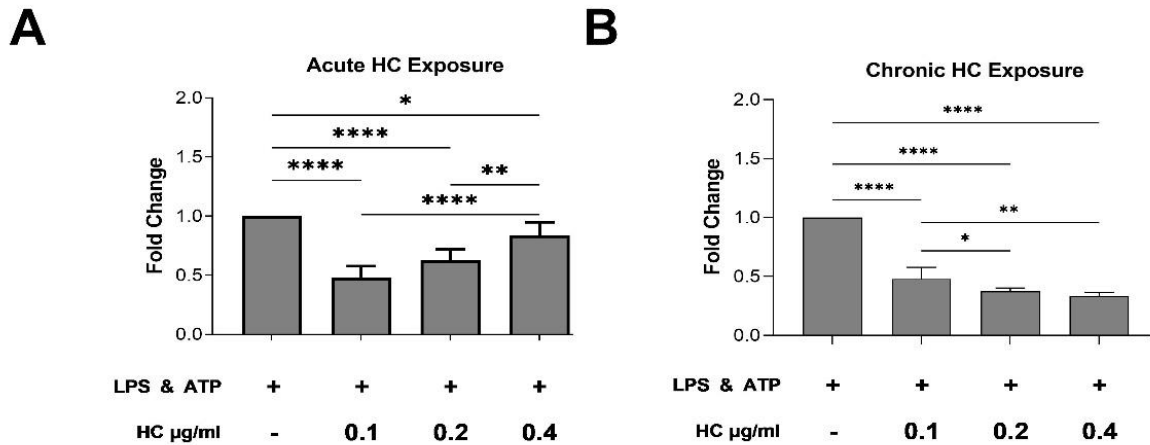 A
Acute HC Exposure
Fold Change
2.0
1.5
1.0
0.5
0.0
*
****
****
**
****
LPS & ATP + + + +
HC µg/ml - 0.1 0.2 0.4
B
Chronic HC Exposure
Fold Change
2.0
1.5
1.0
0.5
0.0
****
****
****
**
*
LPS & ATP + + + +
HC µg/ml - 0.1 0.2 0.4